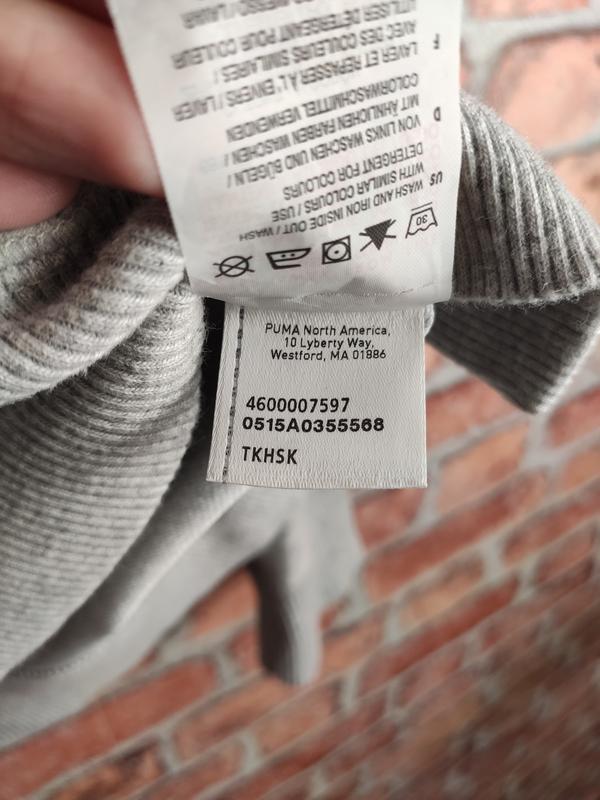 US WASH AND IRON INSIDE OUT / WASH
WITH SIMILAR COLOURS / USE
DETERGENT FOR COLOURS
D VON LINKS WASCHEN UND BÜGELN /
MIT ÄHNLICHEN FARBEN WASCHEN /
COLORWASCHMITTEL VERWENDEN
F LAVER ET REPASSER À L'ENVERS / LAVER
AVEC DES COULEURS SIMILAIRES /
UTILISER DÉTERGENT POUR COULEUR
30
PUMA North America,
10 Lyberty Way,
Westford, MA 01886
4600007597
0515A0355568
TKHSK